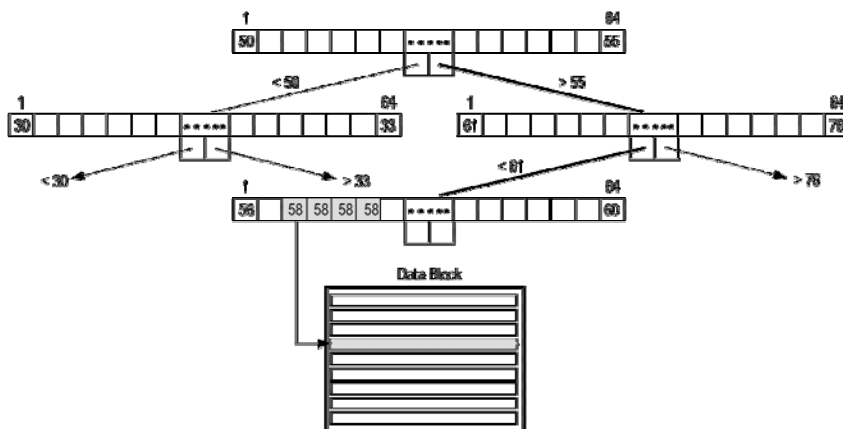 1 64
50 ..... 55
< 50 > 55
1 64 1 64
30 ..... 33 61 ..... 76
< 30 > 33 < 61 > 76
1 64
56 58 58 58 58 ..... 60
Data Block